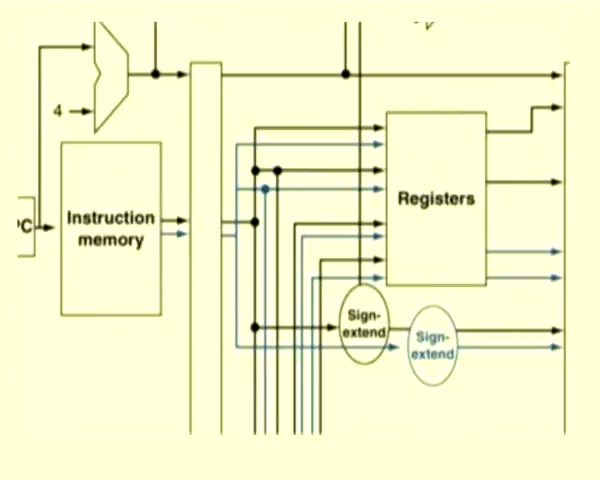 4
PC
Instruction
memory
Registers
Sign-
extend
Sign-
extend